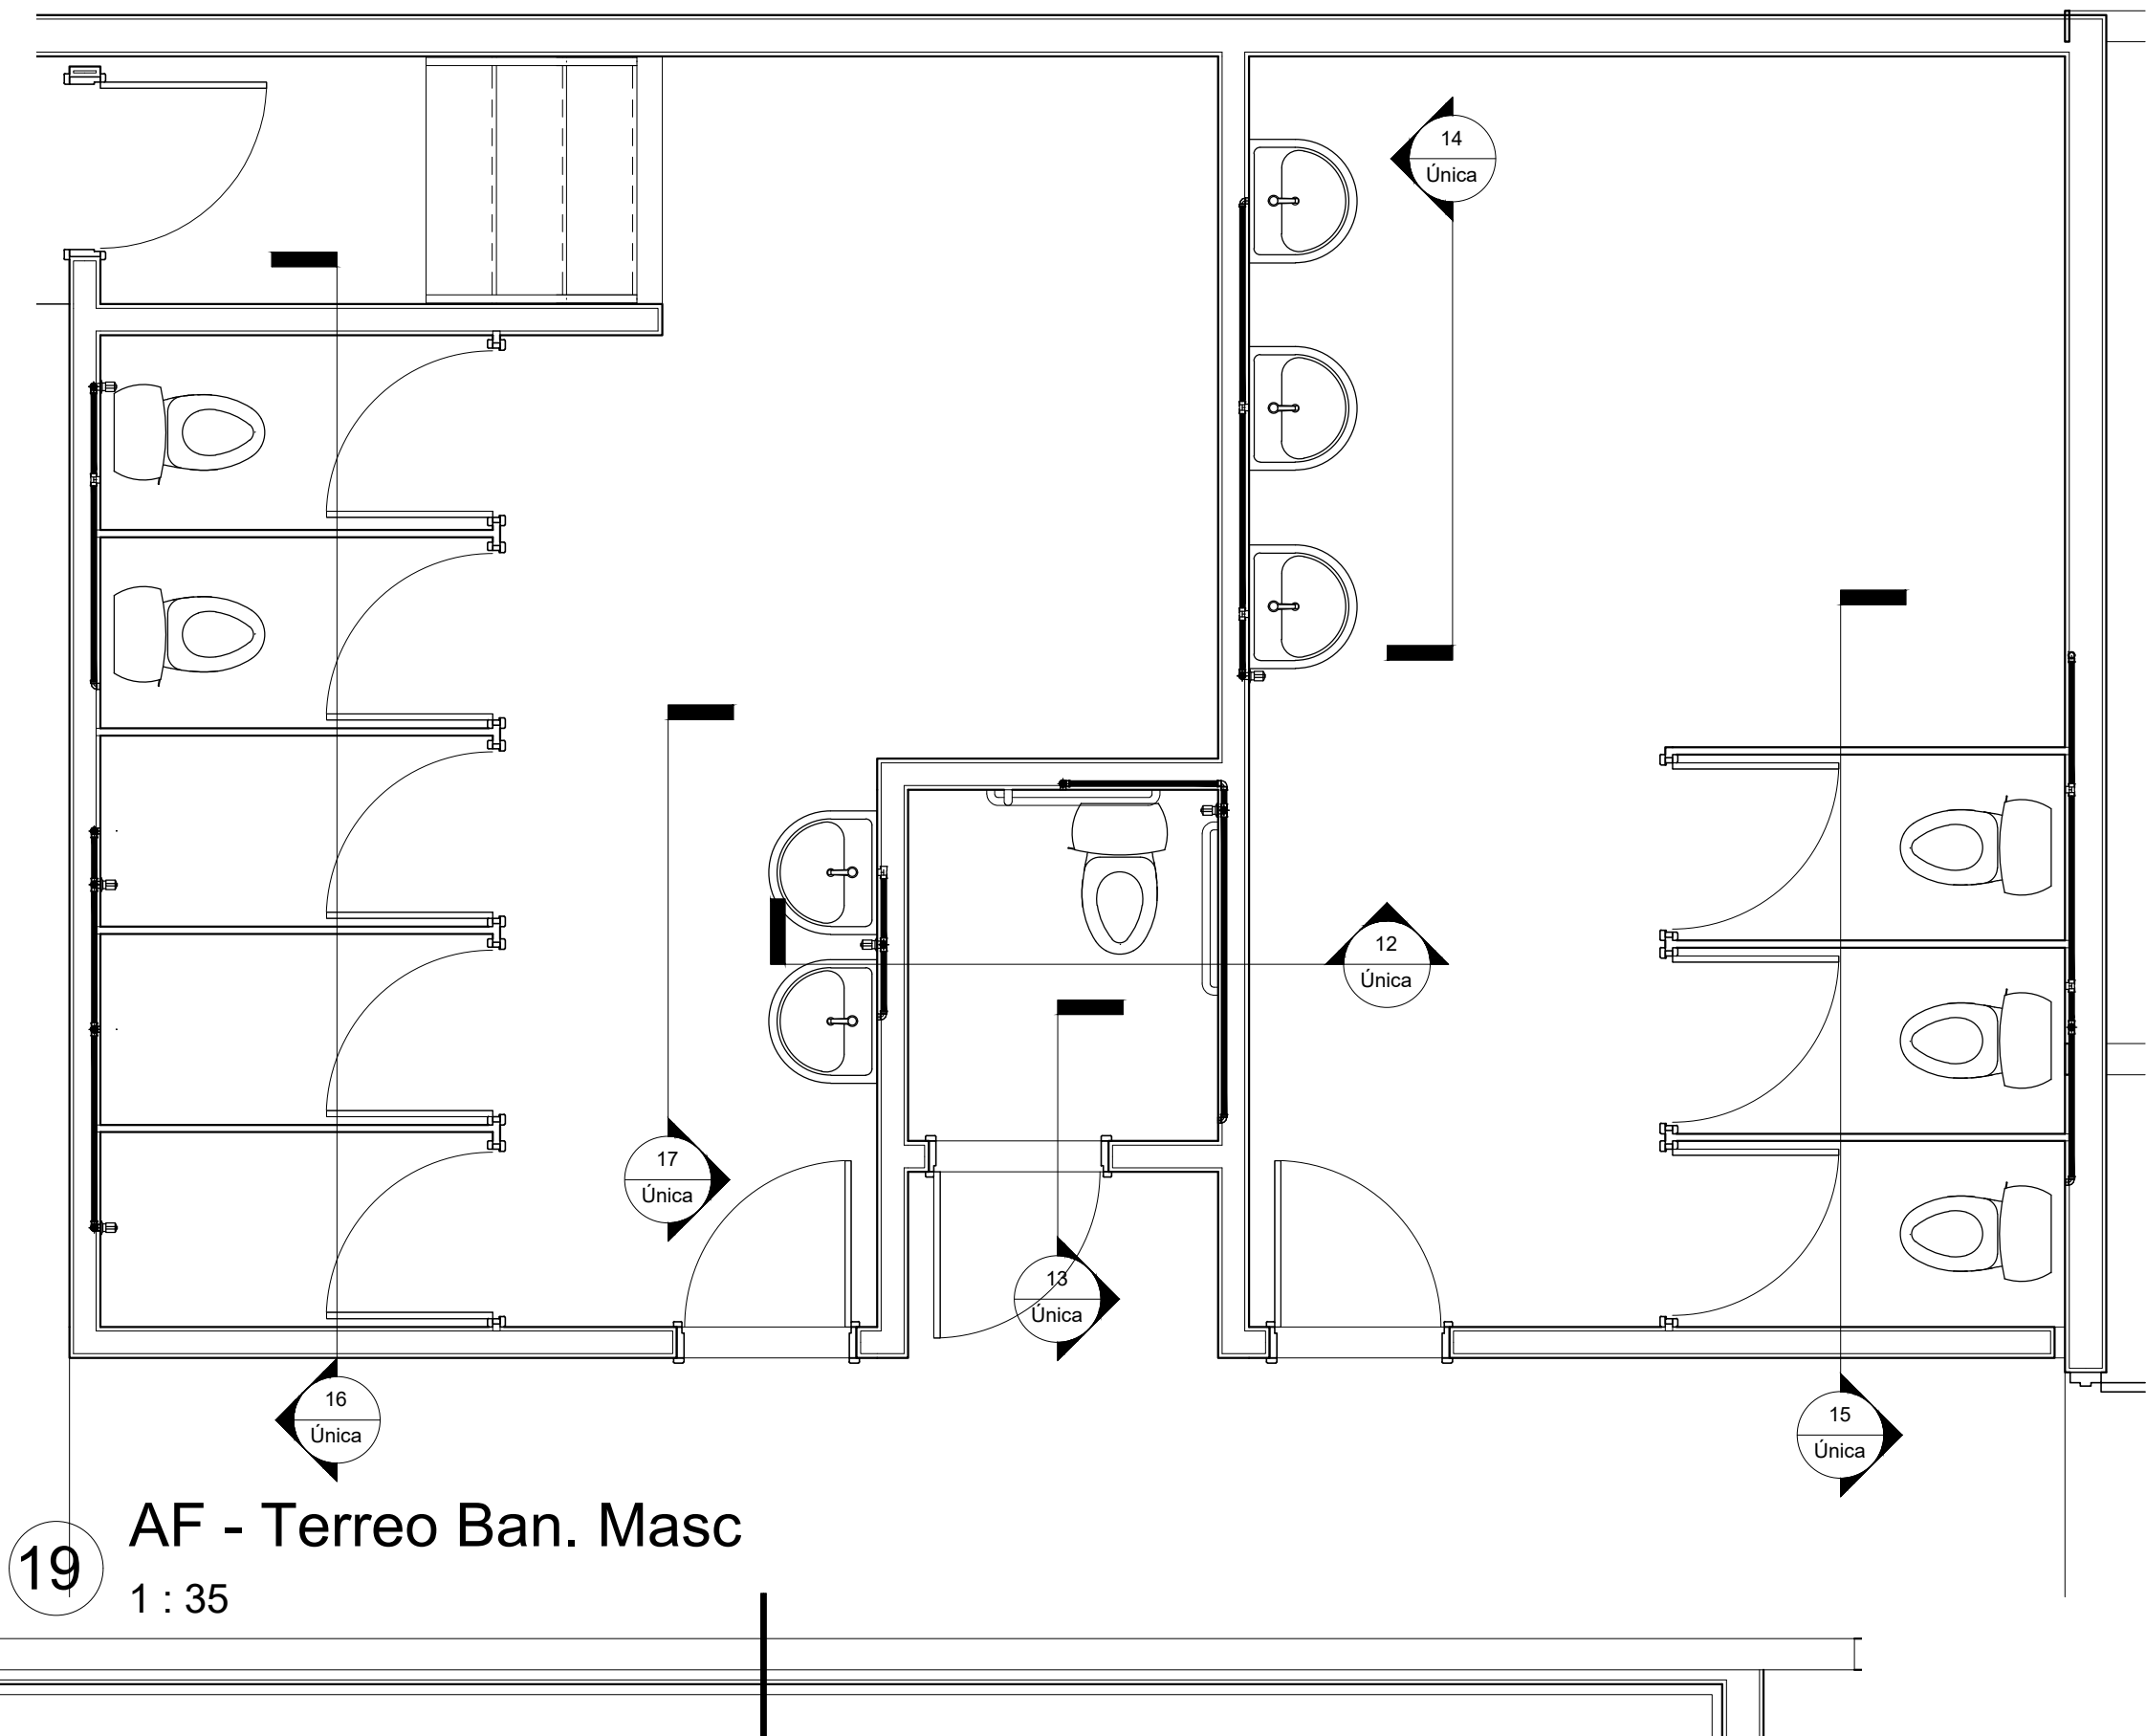 14
Única
12
Única
17
Única
13
Única
16
Única
15
Única
19
AF - Terreo Ban. Masc
1 : 35